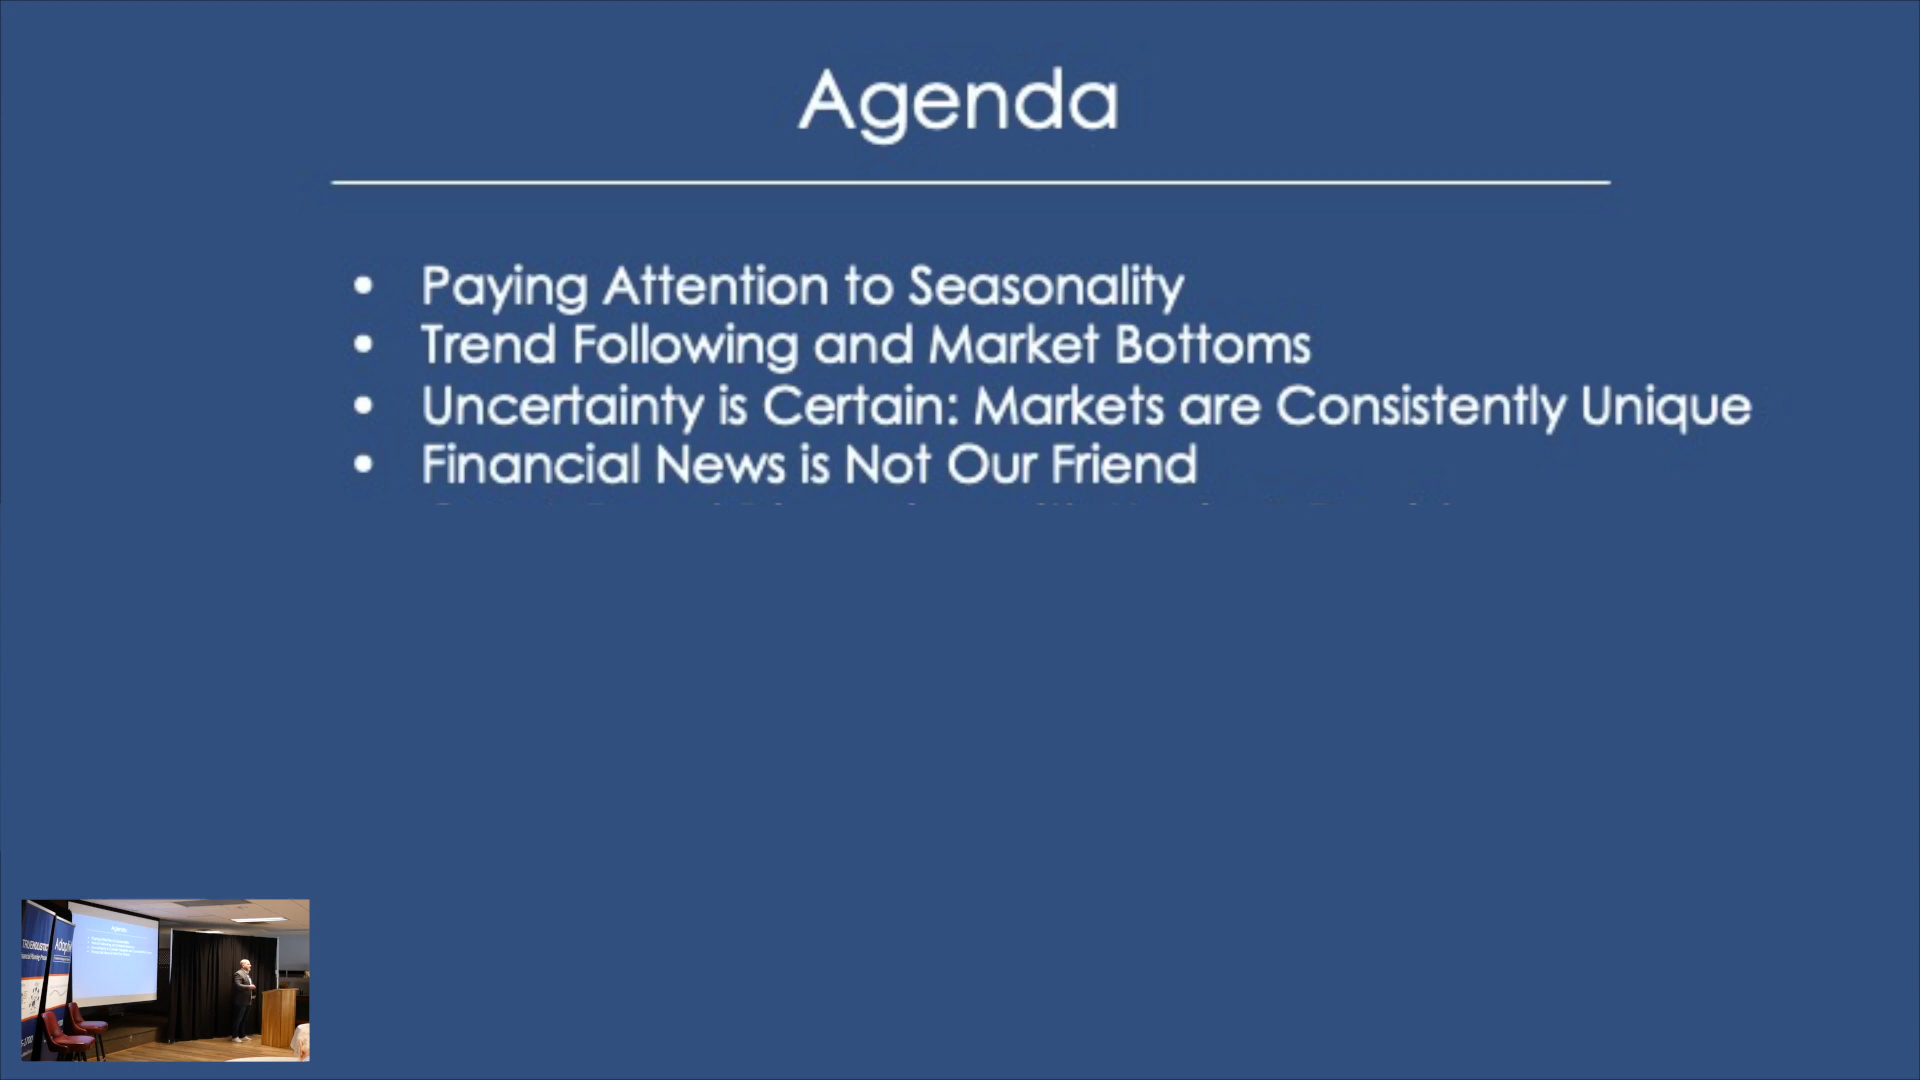 Agenda
• Paying Attention to Seasonality
• Trend Following and Market Bottoms
• Uncertainty is Certain: Markets are Consistently Unique
• Financial News is Not Our Friend
Agenda